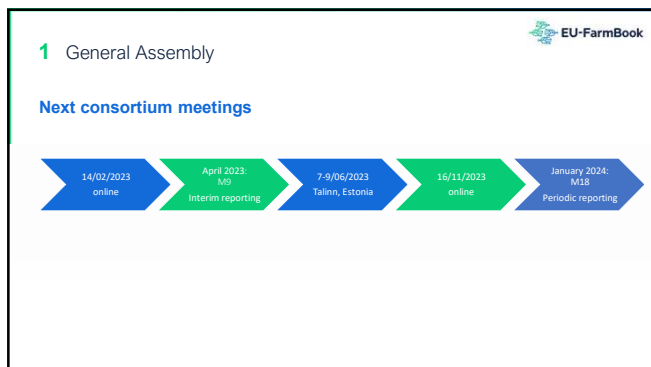 EU-FarmBook
1 General Assembly
Next consortium meetings
14/02/2023
online
April 2023:
M9
Interim reporting
7-9/06/2023
Talinn, Estonia
16/11/2023
online
January 2024:
M18
Periodic reporting